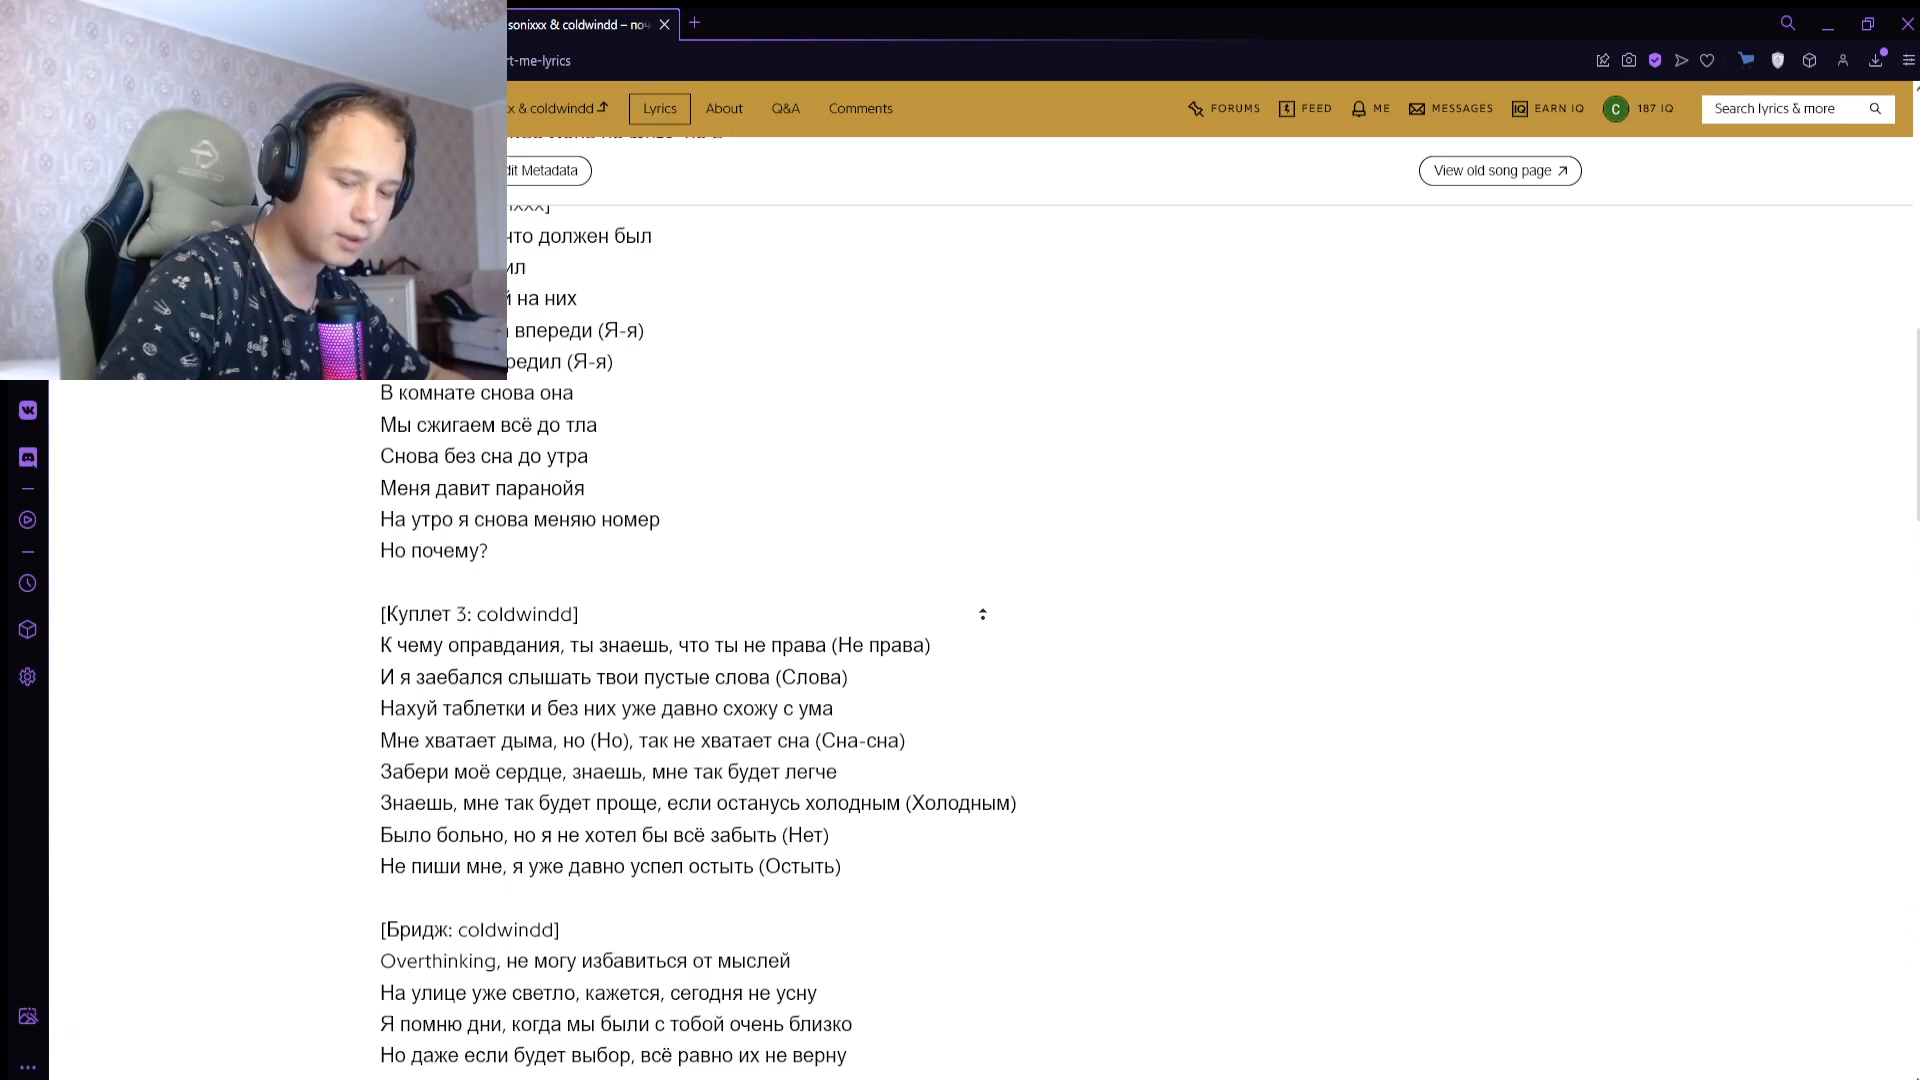 sonixxx & coldwindd – поч
rt-me-lyrics
x & coldwindd
Lyrics
About
Q&A
Comments
FORUMS
FEED
ME
MESSAGES
EARN IQ
C
187 IQ
Search lyrics & more
dit Metadata
View old song page
что должен был
ил
й на них
впереди (Я-я)
редил (Я-я)
В комнате снова она
Мы сжигаем всё до тла
Снова без сна до утра
Меня давит паранойя
На утро я снова меняю номер
Но почему?
[Куплет 3: coldwindd]
К чему оправдания, ты знаешь, что ты не права (Не права)
И я заебался слышать твои пустые слова (Слова)
Нахуй таблетки и без них уже давно схожу с ума
Мне хватает дыма, но (Но), так не хватает сна (Сна-сна)
Забери моё сердце, знаешь, мне так будет легче
Знаешь, мне так будет проще, если останусь холодным (Холодным)
Было больно, но я не хотел бы всё забыть (Нет)
Не пиши мне, я уже давно успел остыть (Остыть)
[Бридж: coldwindd]
Overthinking, не могу избавиться от мыслей
На улице уже светло, кажется, сегодня не усну
Я помню дни, когда мы были с тобой очень близко
Но даже если будет выбор, всё равно их не верну